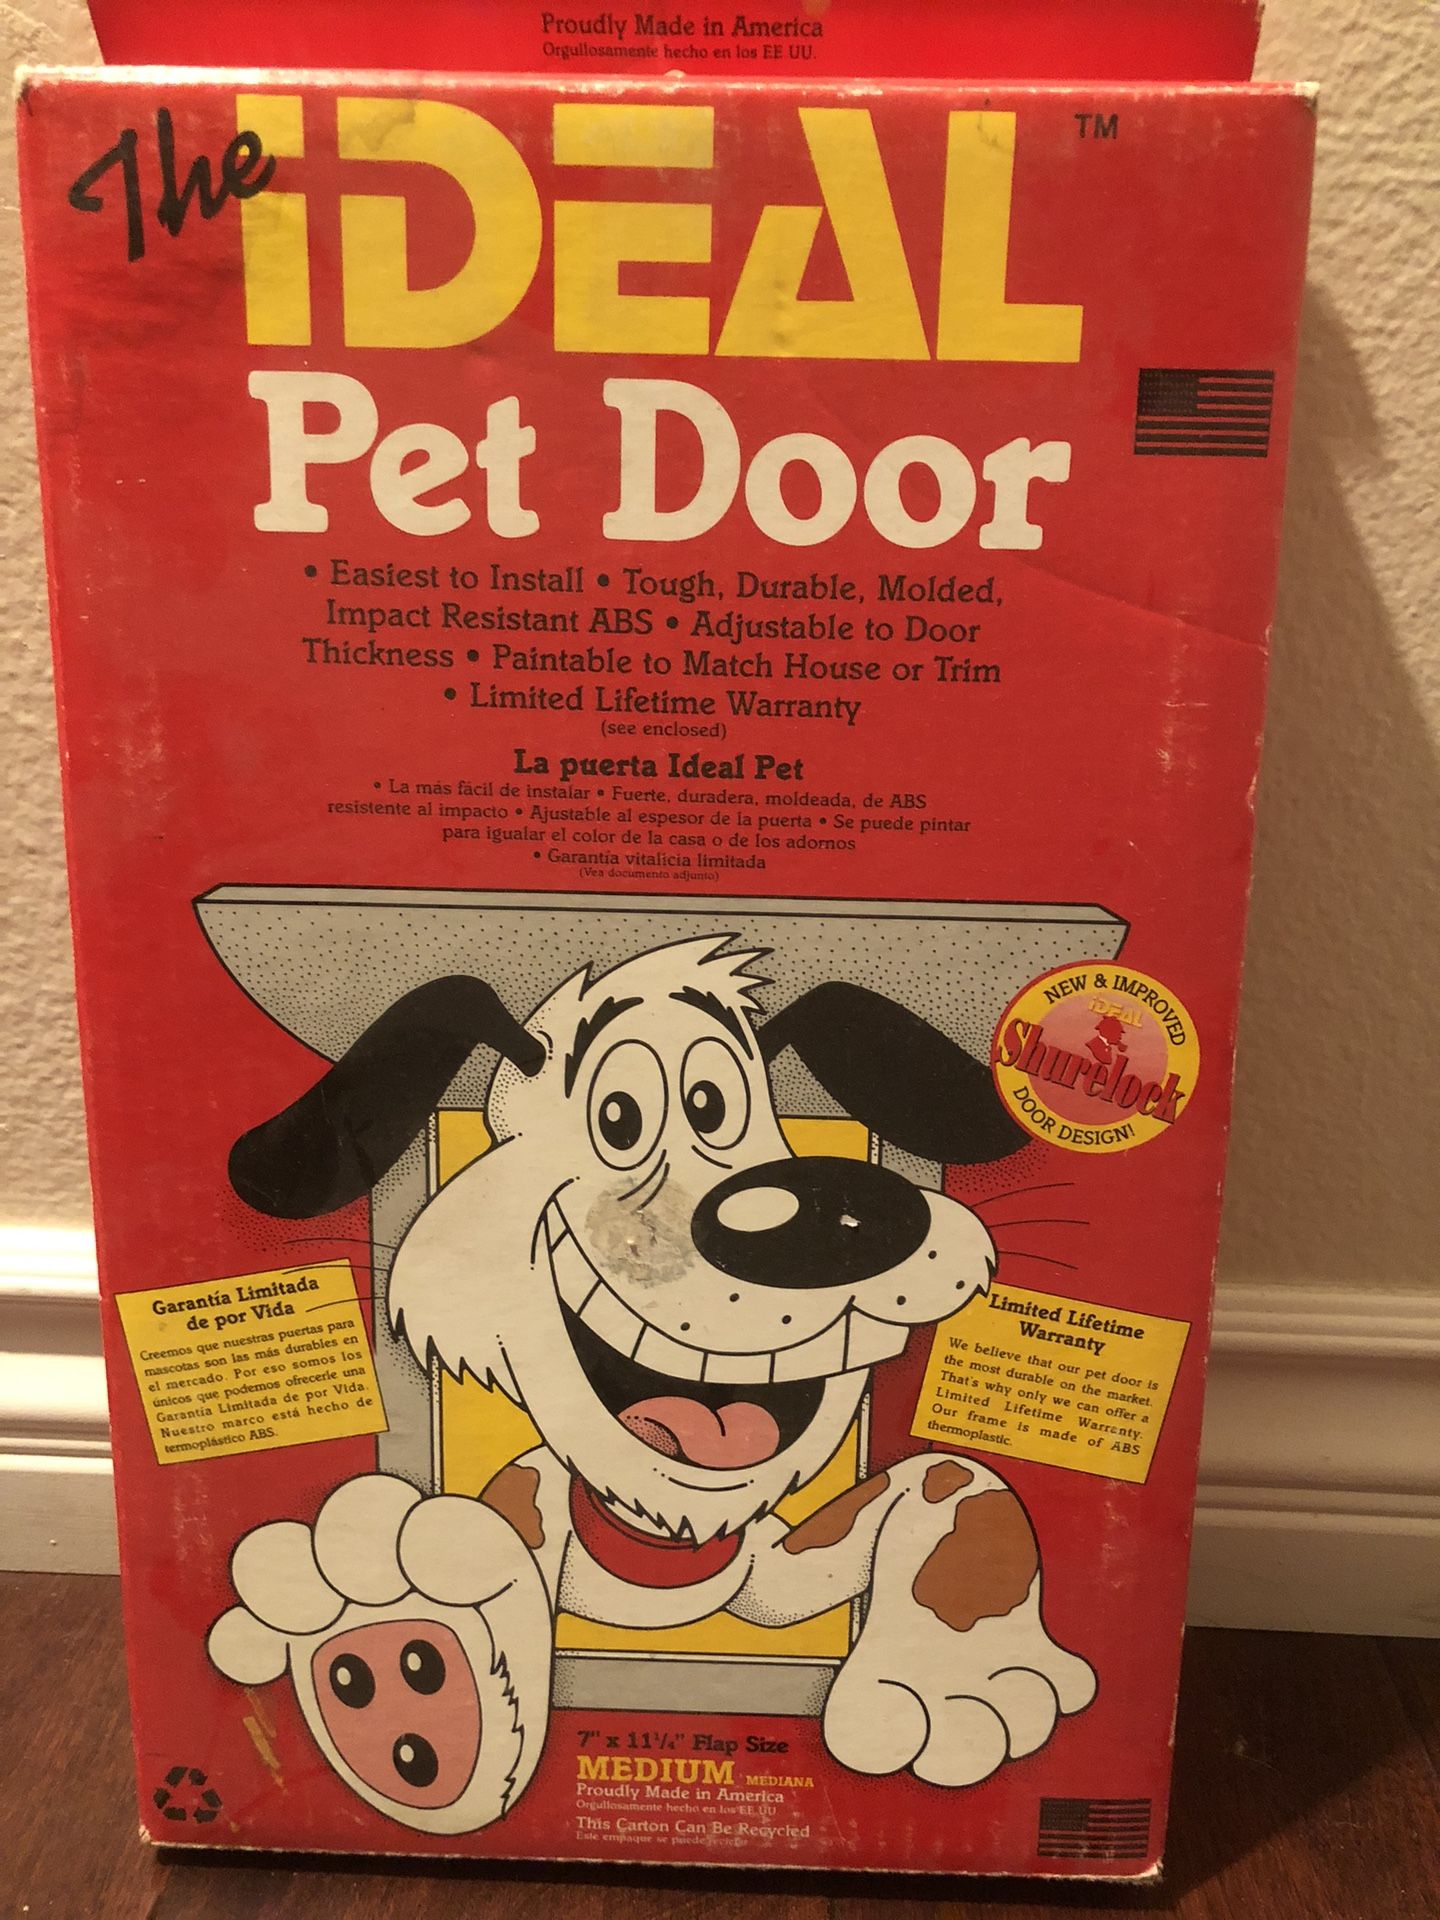 Proudly Made in America
Orgullosamente hecho en los EE UU.
The IDEAL TM
Pet Door
• Easiest to Install • Tough, Durable, Molded,
Impact Resistant ABS • Adjustable to Door
Thickness • Paintable to Match House or Trim
• Limited Lifetime Warranty
(see enclosed)
La puerta Ideal Pet
• La más fácil de instalar • Fuerte, duradera, moldeada, de ABS
resistente al impacto • Ajustable al espesor de la puerta • Se puede pintar
para igualar el color de la casa o de los adornos
• Garantía vitalicia limitada
(Vea documento adjunto)
NEW & IMPROVED
IDEAL
Shurelock
DOOR DESIGN!
Garantía Limitada
de por Vida
Creemos que nuestras puertas para
mascotas son las más durables en
el mercado. Por eso somos los
únicos que podemos ofrecerle una
Garantía Limitada de por Vida.
Nuestro marco está hecho de
termoplástico ABS.
Limited Lifetime
Warranty
We believe that our pet door is
the most durable on the market.
That's why only we can offer a
Limited Lifetime Warranty.
Our frame is made of ABS
thermoplastic.
7" x 11¼" Flap Size
MEDIUM MEDIANA
Proudly Made in America
Orgullosamente hecho en los EE UU
This Carton Can Be Recycled
Este empaque se puede reciclar